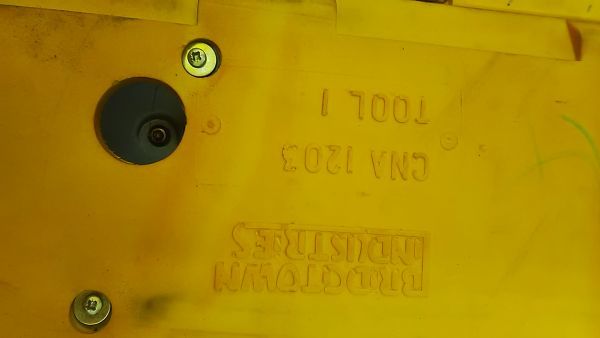 BRIDGTOWN
INDUSTRIES
CNA 1203
TOOL 1